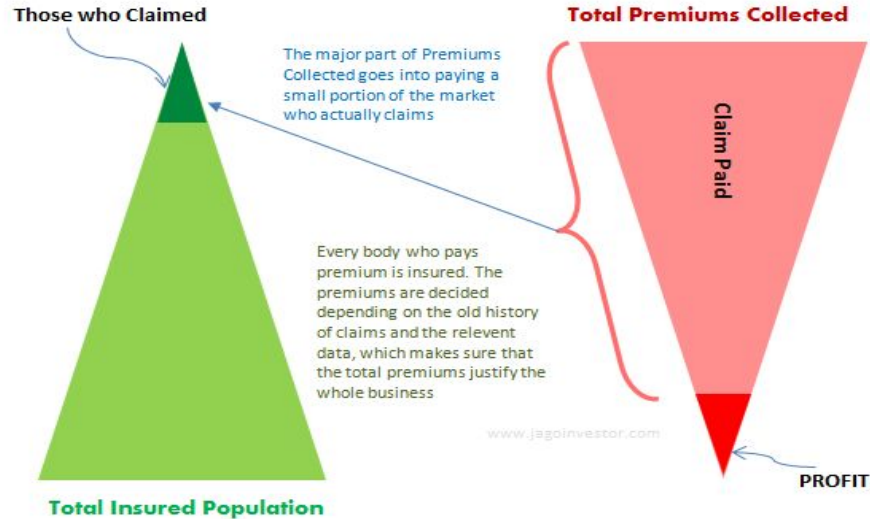 Those who Claimed
Total Premiums Collected
The major part of Premiums
Collected goes into paying a
small portion of the market
who actually claims
Claim Paid
Every body who pays
premium is insured. The
premiums are decided
depending on the old history
of claims and the relevent
data, which makes sure that
the total premiums justify the
whole business
www.jagoinvestor.com
PROFIT
Total Insured Population